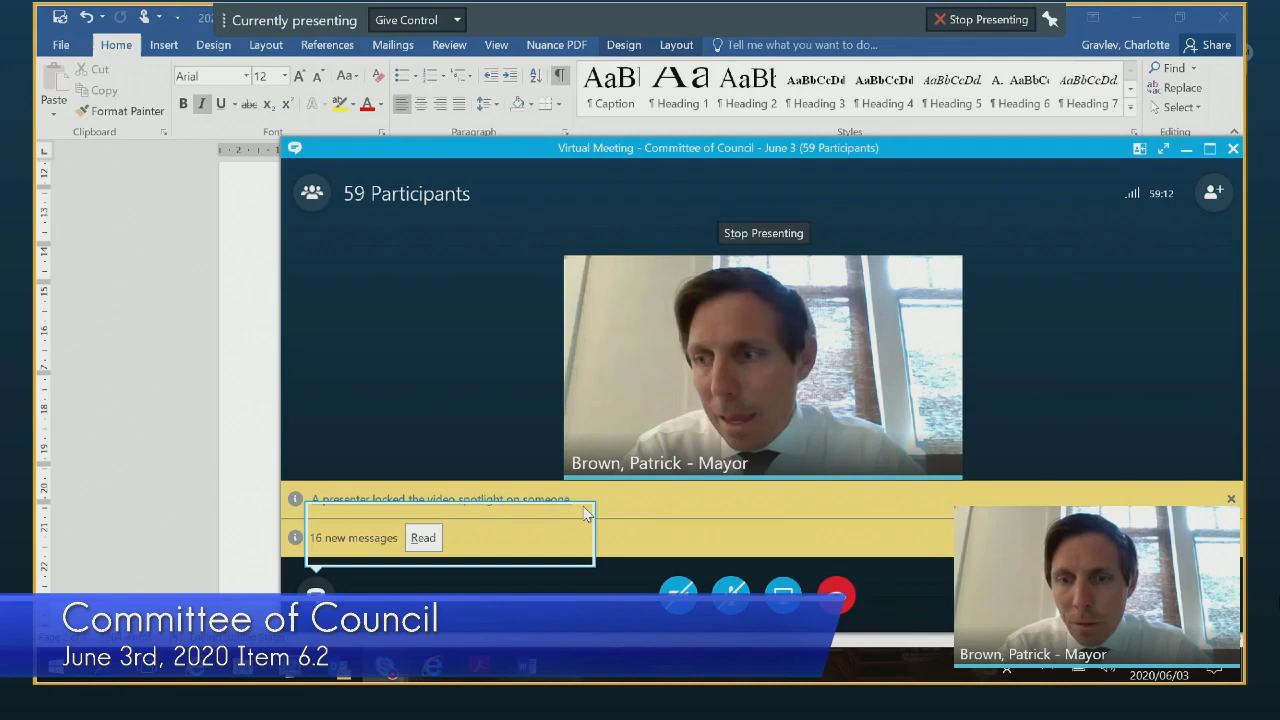 Currently presenting
Give Control
Stop Presenting
File
Home
Insert
Design
Layout
References
Mailings
Review
View
Nuance PDF
Design
Layout
Tell me what you want to do...
Gravlev, Charlotte
Share
Cut
Copy
Format Painter
Paste
Clipboard
Arial
12
Font
Paragraph
AaB
Caption
Heading 1
Heading 2
Heading 3
Heading 4
Heading 5
Heading 6
Heading 7
Styles
Find
Replace
Select
Editing
Virtual Meeting - Committee of Council - June 3 (59 Participants)
59 Participants
59:12
Stop Presenting
Brown, Patrick - Mayor
A presenter locked the video spotlight on someone
16 new messages
Read
Committee of Council
June 3rd, 2020 Item 6.2
Brown, Patrick - Mayor
2020/06/03